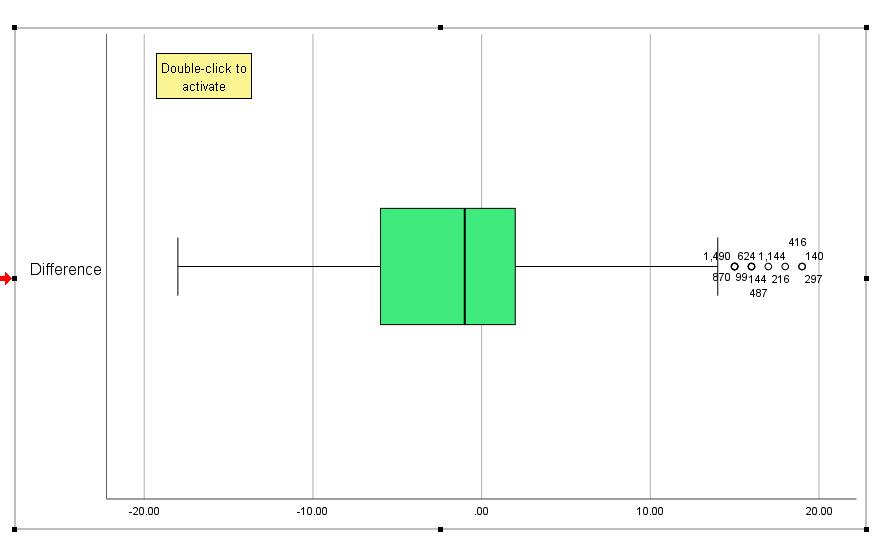 Double-click to
activate
416
1,490 624 1,144 140
Difference
870 99 144 216 297
487
-20.00 -10.00 .00 10.00 20.00